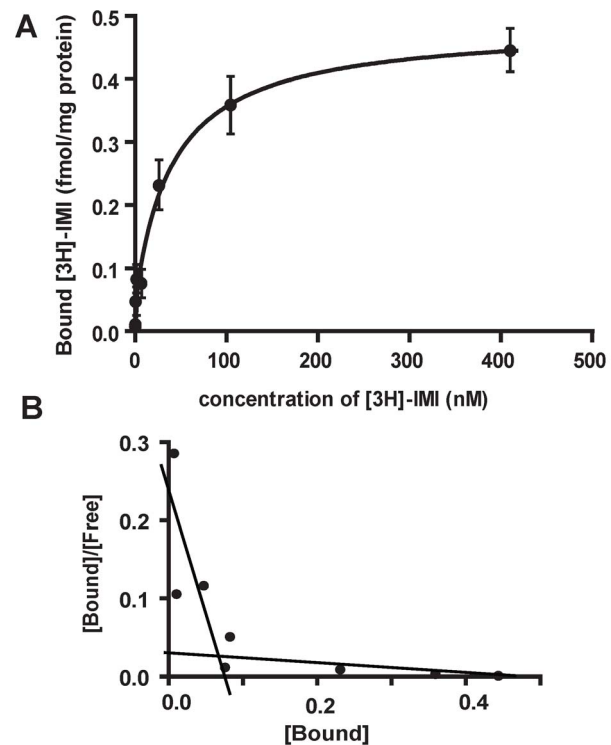 A
Bound [3H]-IMI (fmol/mg protein)
0.5
0.4
0.3
0.2
0.1
0.0
0 100 200 300 400 500
concentration of [3H]-IMI (nM)
B
[Bound]/[Free]
0.3
0.2
0.1
0.0
0.0 0.2 0.4
[Bound]